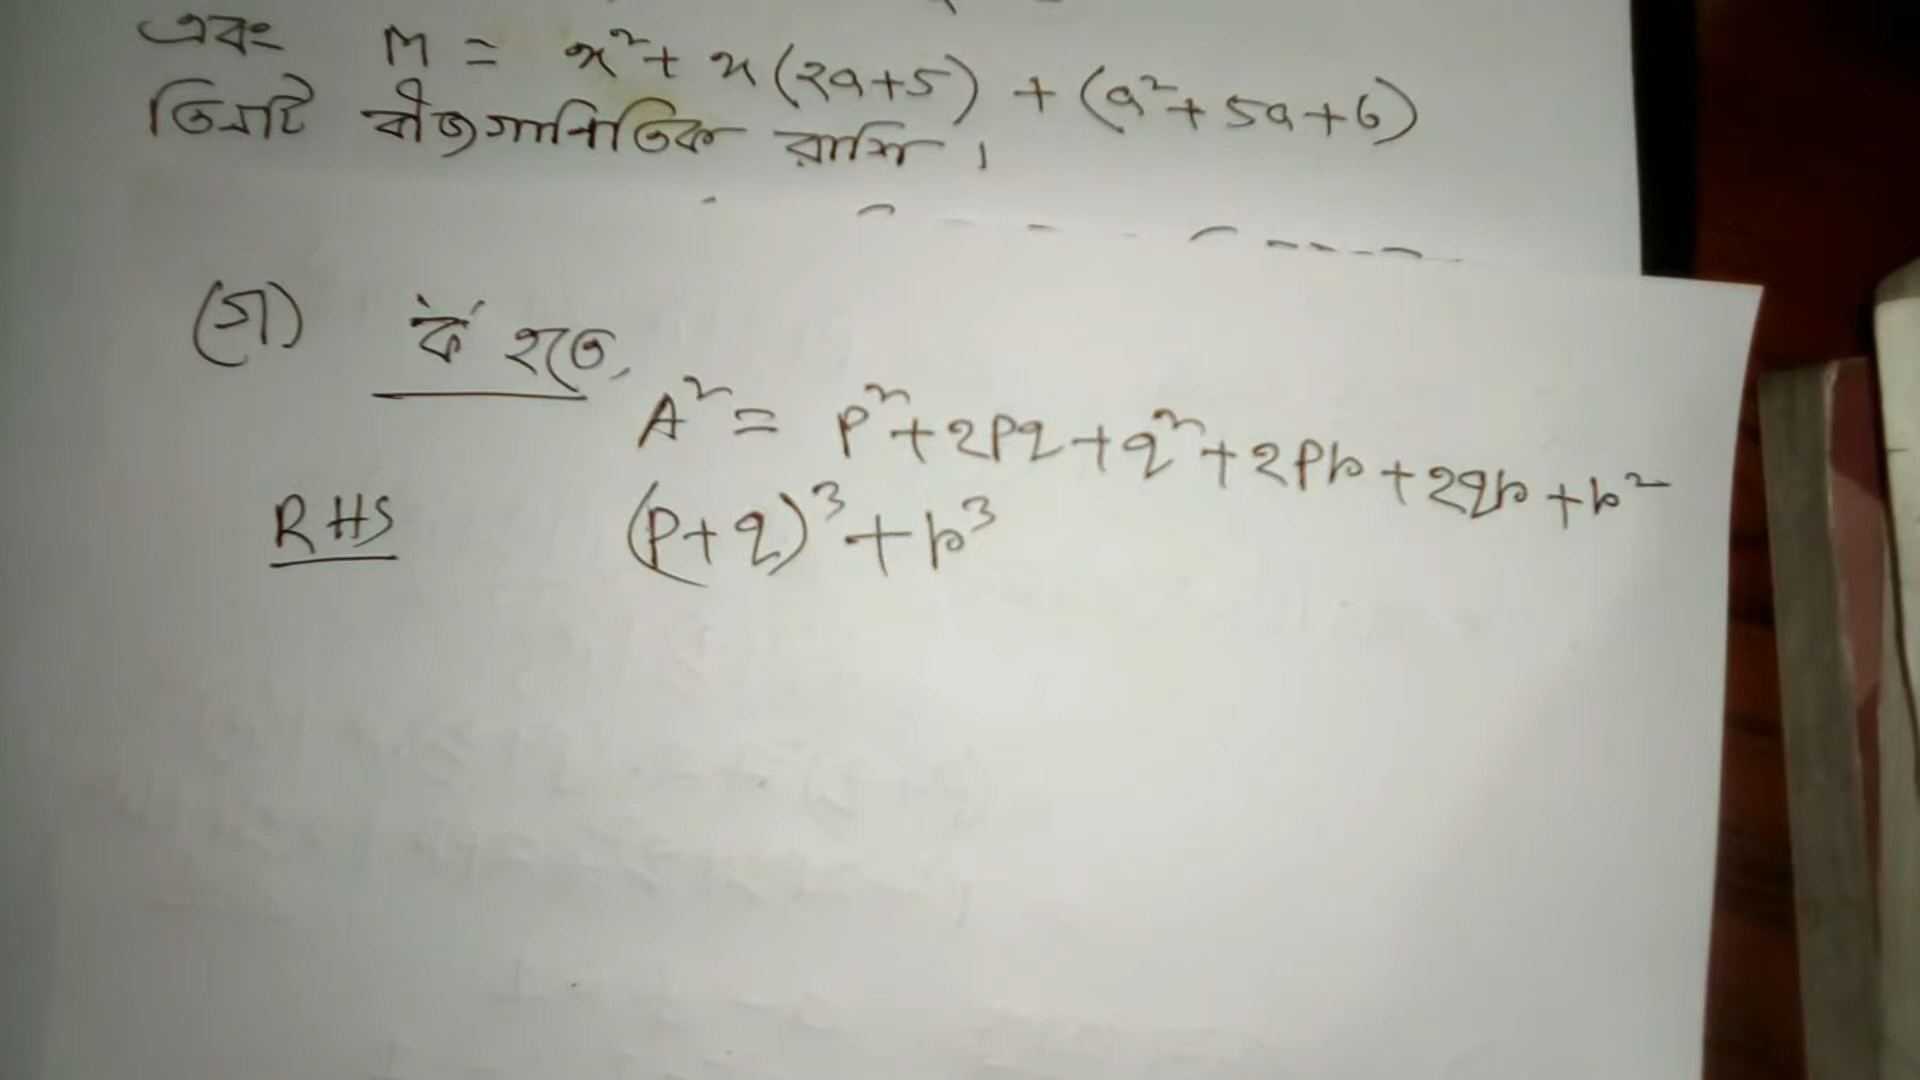 এবং M = x² + x(2a+5) + (a² + 5a + 6)
তিনটি বীজগানিতিক রাশি।
(গ) 'ক' হতে,
A² = p² + 2pq + q² + 2pr + 2qr + r²
RHS (p+q)³ + r³